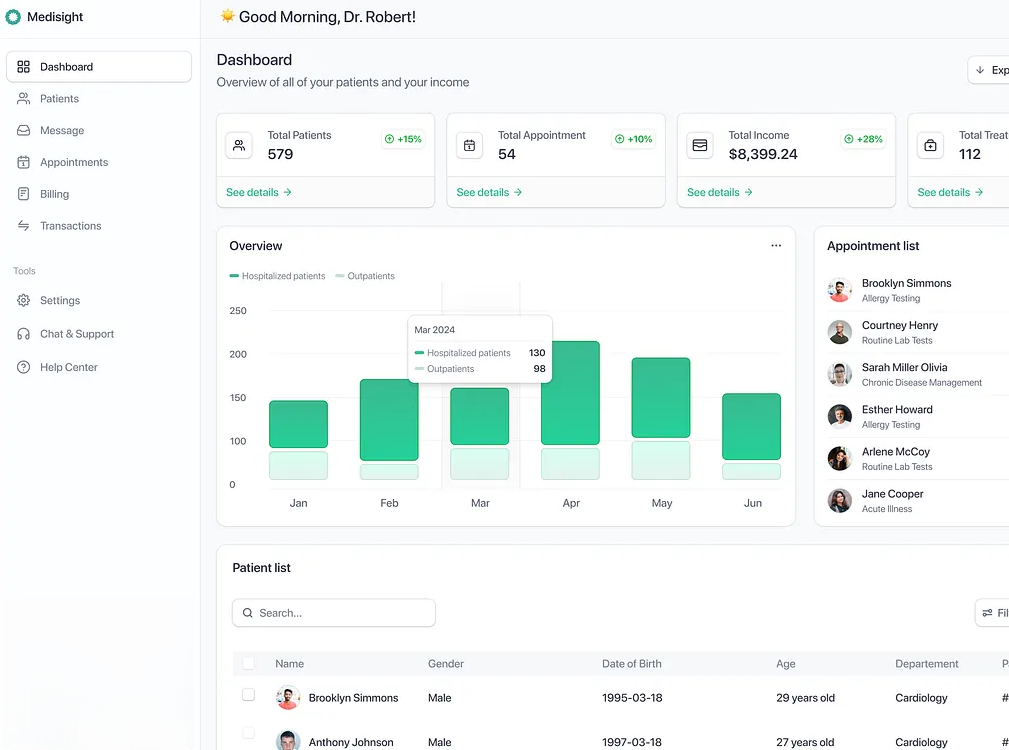 Medisight
Good Morning, Dr. Robert!
Dashboard
Patients
Message
Appointments
Billing
Transactions
Tools
Settings
Chat & Support
Help Center
Dashboard
Overview of all of your patients and your income
Exp
Total Patients
579
+15%
See details
Total Appointment
54
+10%
See details
Total Income
$8,399.24
+28%
See details
Total Treat
112
See details
Overview
...
Hospitalized patients Outpatients
250
200
150
100
0
Mar 2024
Hospitalized patients 130
Outpatients 98
Jan Feb Mar Apr May Jun
Appointment list
Brooklyn Simmons
Allergy Testing
Courtney Henry
Routine Lab Tests
Sarah Miller Olivia
Chronic Disease Management
Esther Howard
Allergy Testing
Arlene McCoy
Routine Lab Tests
Jane Cooper
Acute Illness
Patient list
Search...
Fil
Name Gender Date of Birth Age Departement P
Brooklyn Simmons Male 1995-03-18 29 years old Cardiology #
Anthony Johnson Male 1997-03-18 27 years old Cardiology #